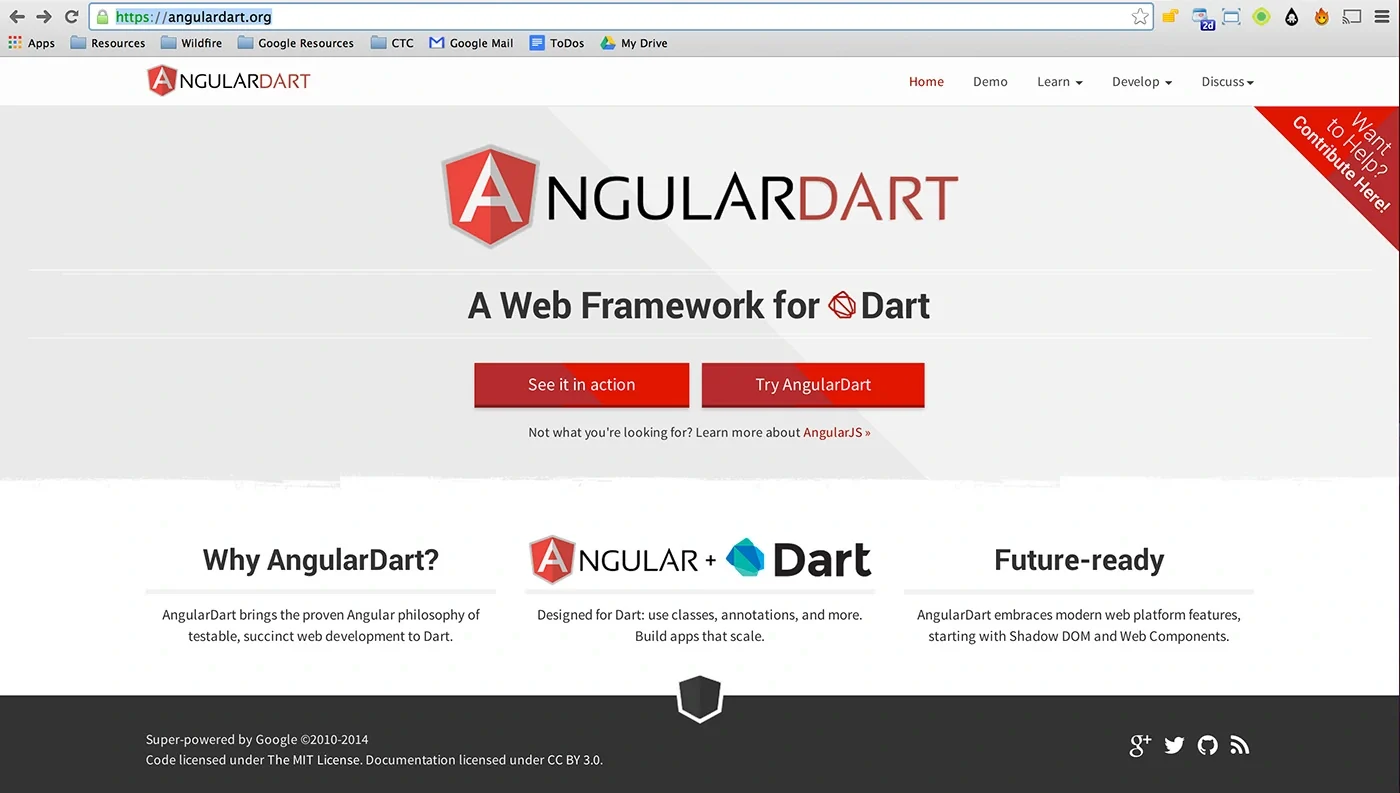 https://angulardart.org
2d
Apps Resources Wildfire Google Resources CTC Google Mail ToDos My Drive
ANGULARDART
Home Demo Learn Develop Discuss
Want
to Help?
Contribute Here!
ANGULARDART
A Web Framework for Dart
See it in action
Try AngularDart
Not what you're looking for? Learn more about AngularJS »
Why AngularDart?
AngularDart brings the proven Angular philosophy of
testable, succinct web development to Dart.
ANGULAR + Dart
Designed for Dart: use classes, annotations, and more.
Build apps that scale.
Future-ready
AngularDart embraces modern web platform features,
starting with Shadow DOM and Web Components.
Super-powered by Google ©2010-2014
Code licensed under The MIT License. Documentation licensed under CC BY 3.0.
g+